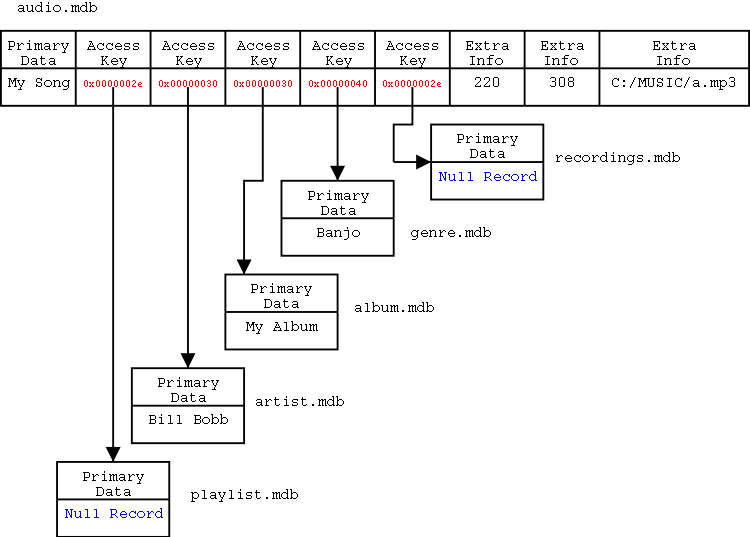 audio.mdb
Primary Data Access Key Access Key Access Key Access Key Access Key Extra Info Extra Info Extra Info
My Song 0x0000002e 0x00000030 0x00000030 0x00000040 0x0000002e 220 308 C:/MUSIC/a.mp3
Primary
Data
recordings.mdb
Null Record
Primary
Data
Banjo
genre.mdb
Primary
Data
album.mdb
My Album
Primary
Data
artist.mdb
Bill Bobb
Primary
Data
playlist.mdb
Null Record